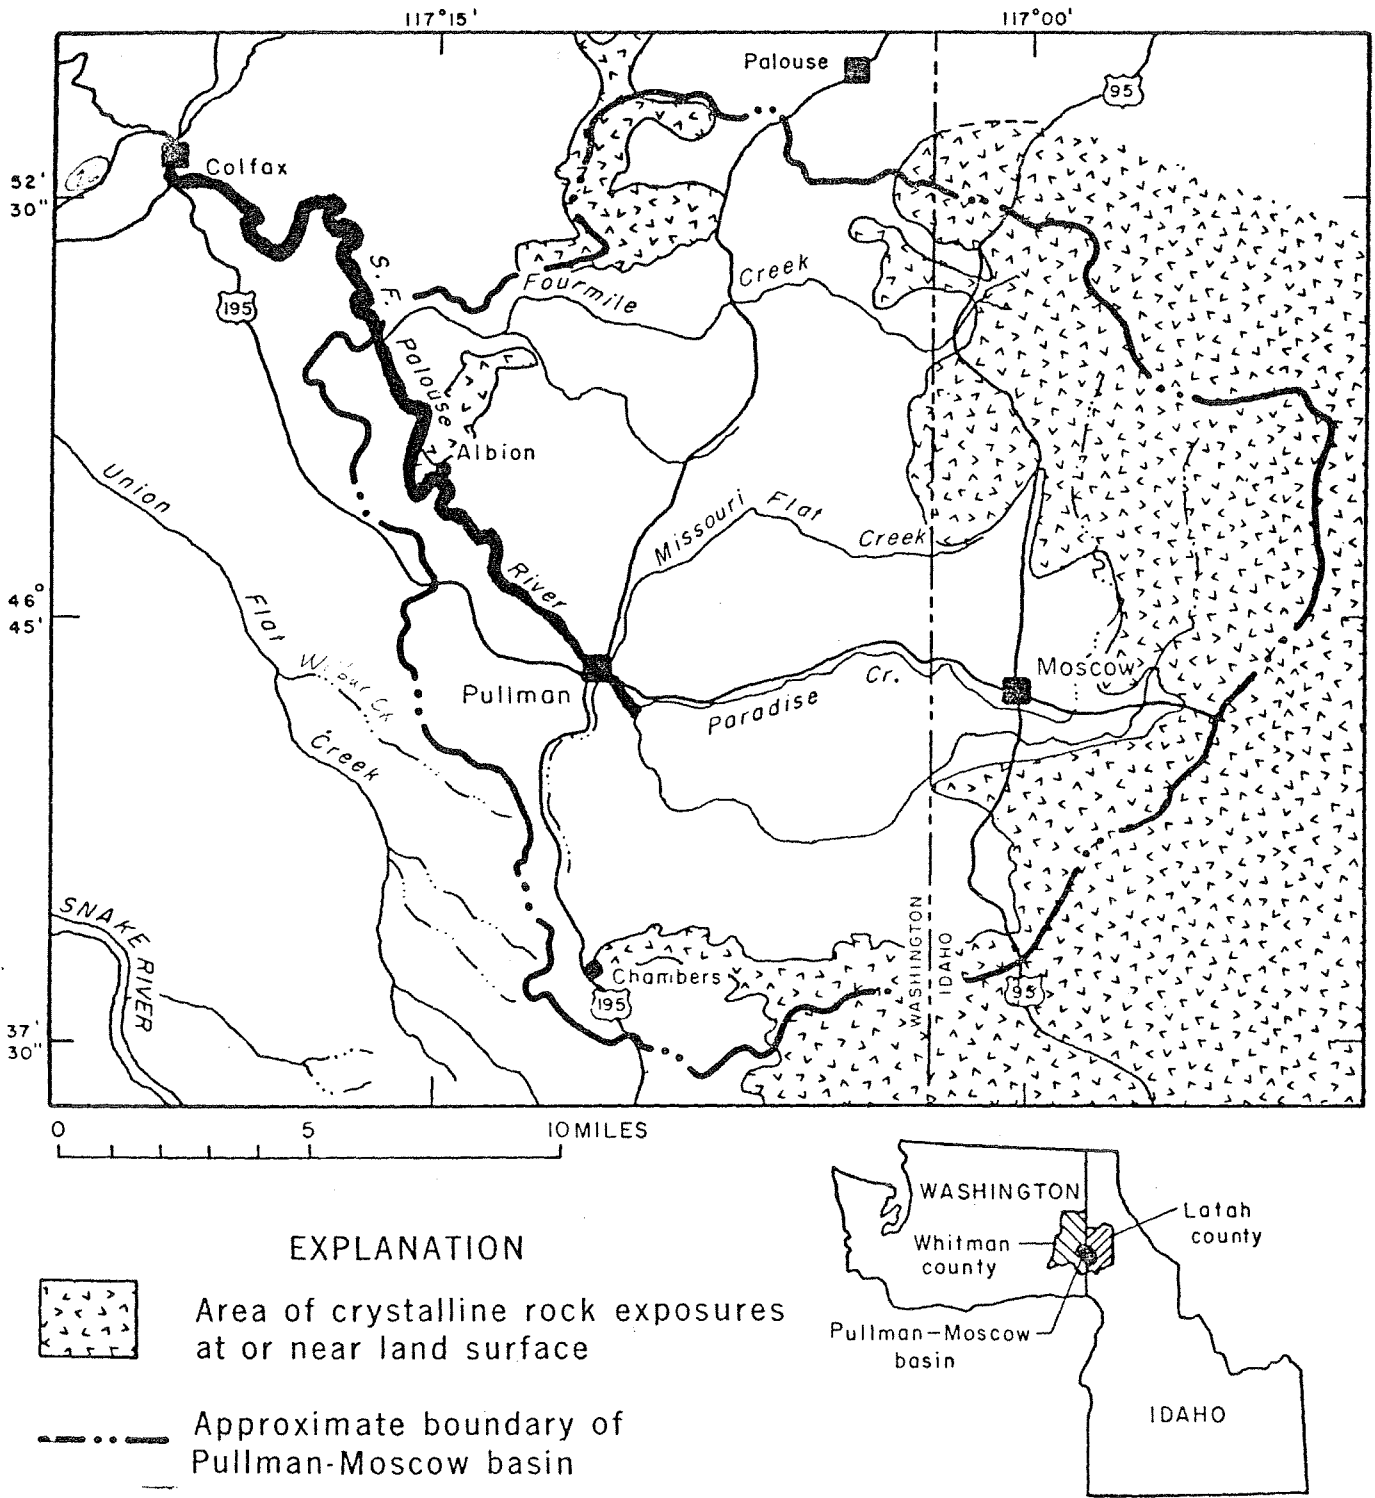 117°15' 117°00'
Palouse
95
Colfax
52'
30"
S. F.
Creek
Fourmile
195
Palouse
Albion
Union
Missouri Flat
Creek
River
46°
45'
Flat
Moscow
Cr.
Pullman
Paradise
Creek
WASHINGTON
IDAHO
SNAKE
RIVER
Chambers
195
95
37'
30"
0 5 10 MILES
WASHINGTON
Latah
county
Whitman
county
EXPLANATION
Area of crystalline rock exposures
at or near land surface
Pullman-Moscow
basin
Approximate boundary of
Pullman-Moscow basin
IDAHO